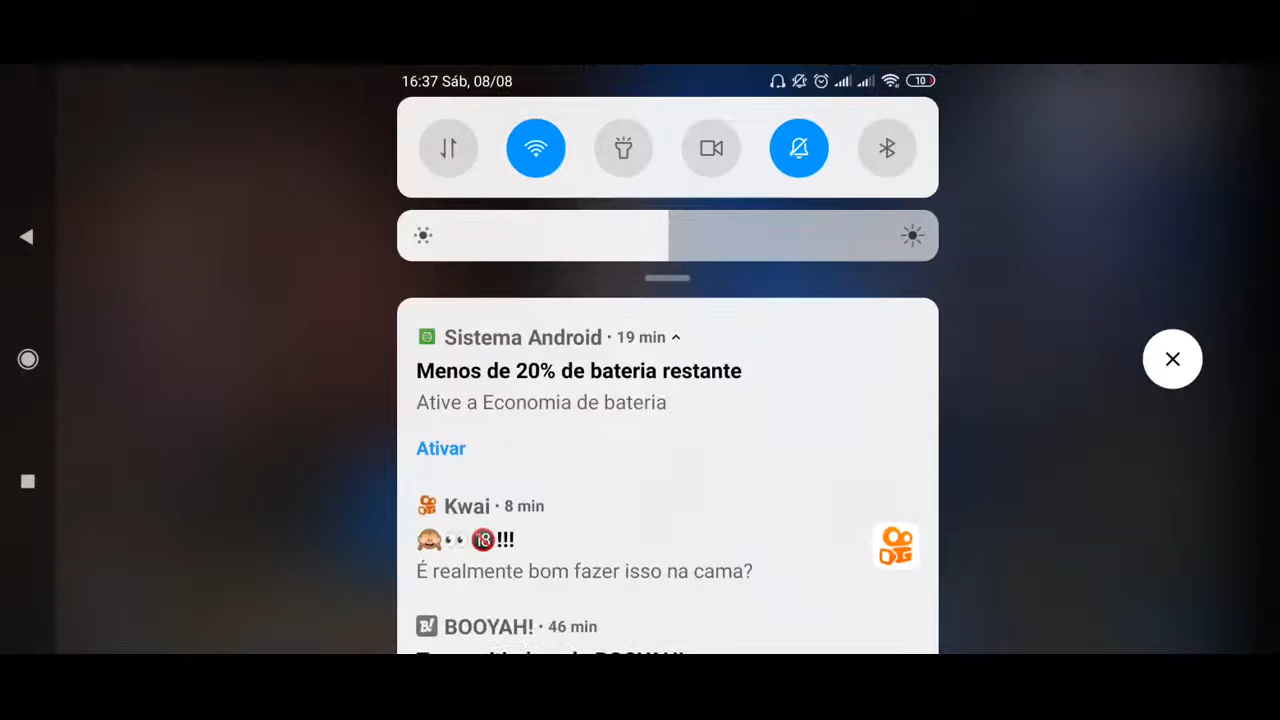 16:37 Sáb, 08/08
10
Sistema Android · 19 min
Menos de 20% de bateria restante
Ative a Economia de bateria
Ativar
Kwai · 8 min
🙈👀🔞!!!
É realmente bom fazer isso na cama?
B! BOOYAH! · 46 min